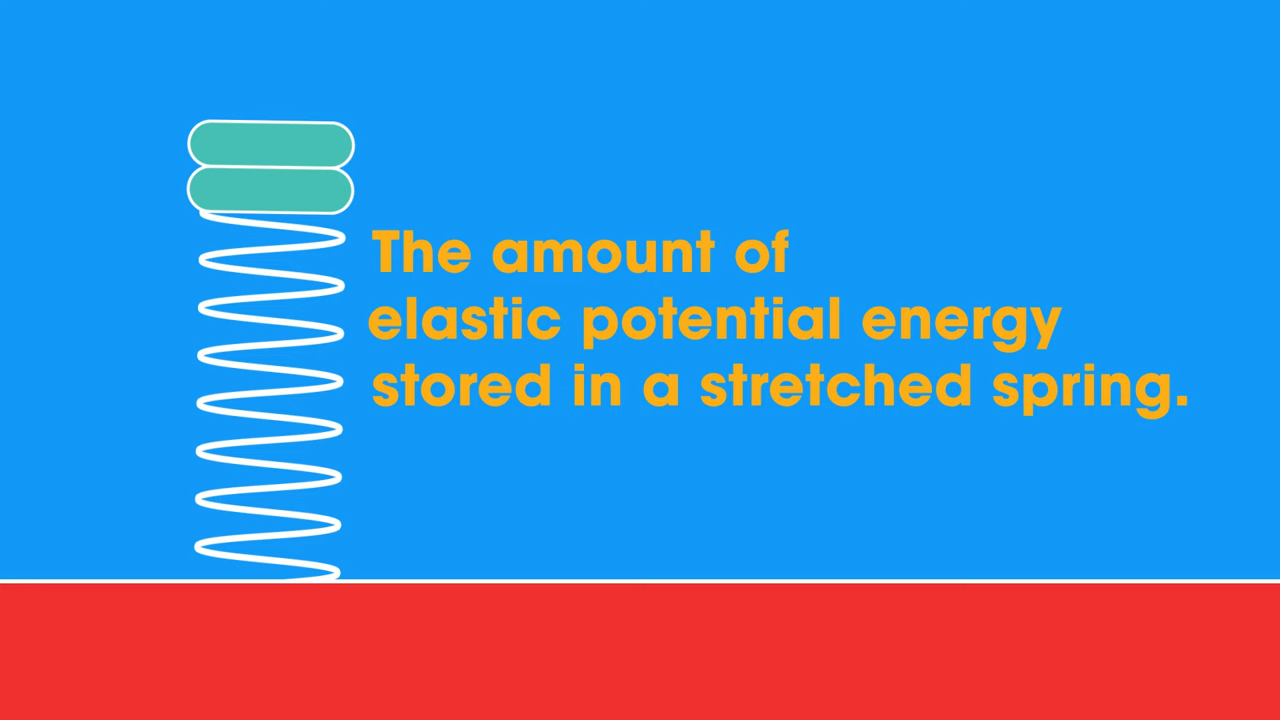 The amount of
elastic potential energy
stored in a stretched spring.